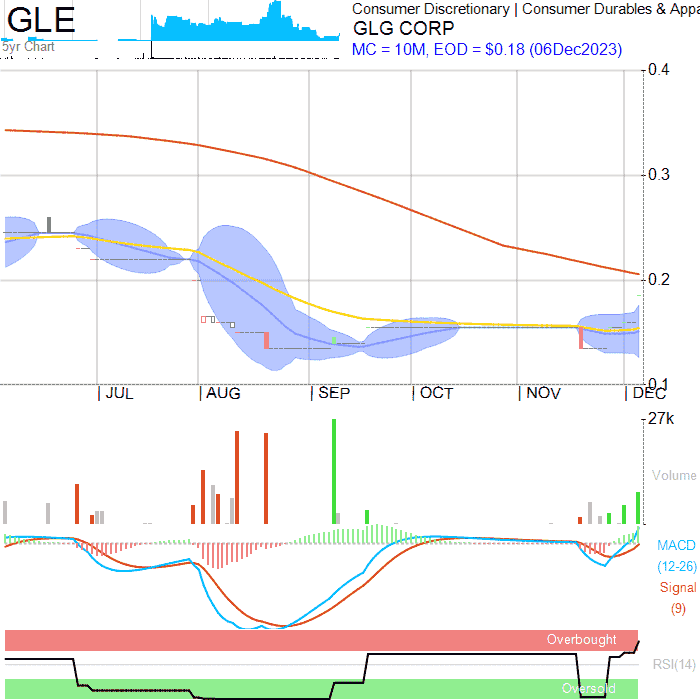 GLE
5yr Chart
Consumer Discretionary | Consumer Durables & Appa
GLG CORP
MC = 10M, EOD = $0.18 (06Dec2023)
0.4
0.3
0.2
0.1
JUL AUG SEP OCT NOV DEC
27k
Volume
MACD
(12-26)
Signal
(9)
Overbought
RSI(14)
Oversold